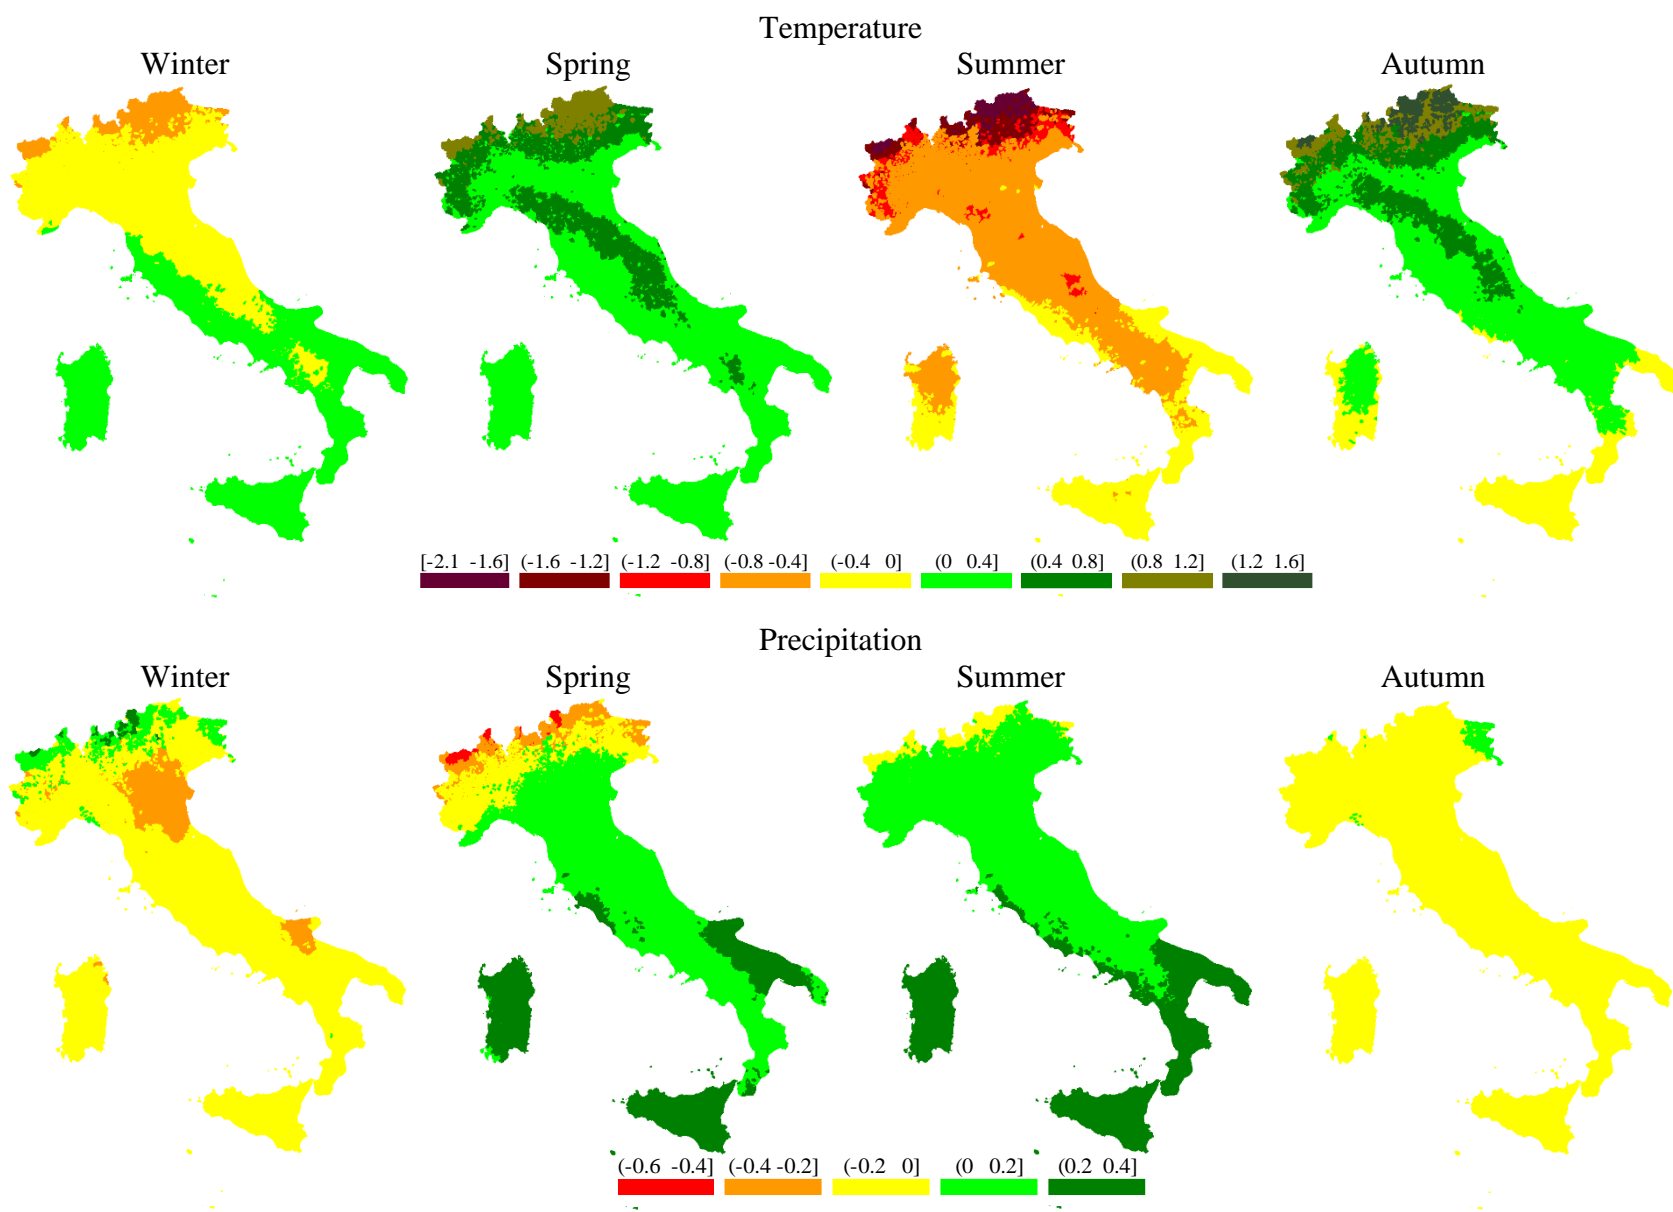 Temperature
Winter Spring Summer Autumn
[-2.1 -1.6] (-1.6 -1.2] (-1.2 -0.8] (-0.8 -0.4] (-0.4 0] (0 0.4] (0.4 0.8] (0.8 1.2] (1.2 1.6]
Precipitation
Winter Spring Summer Autumn
(-0.6 -0.4] (-0.4 -0.2] (-0.2 0] (0 0.2] (0.2 0.4]